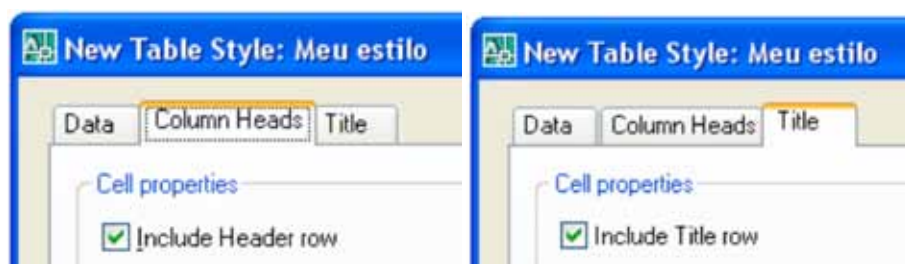 New Table Style: Meu estilo
Data Column Heads Title
Cell properties
Include Header row
New Table Style: Meu estilo
Data Column Heads Title
Cell properties
Include Title row